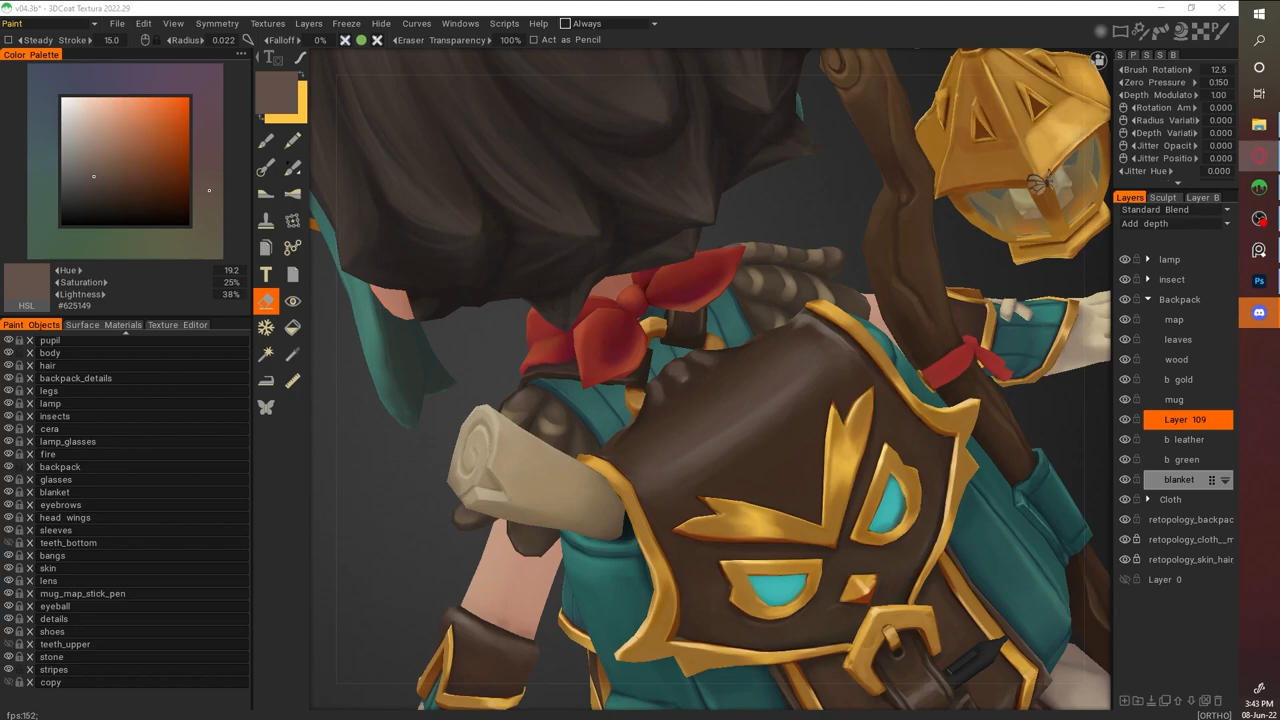 v04.3b* - 3DCoat Textura 2022.29
Paint File Edit View Symmetry Textures Layers Freeze Hide Curves Windows Scripts Help Always
Steady Stroke 15.0 Radius 0.022 Falloff 0% Eraser Transparency 100% Act as Pencil
Color Palette
Hue 19.2
Saturation 25%
Lightness 38%
HSL #625149
Paint Objects Surface Materials Texture Editor
pupil
body
hair
backpack_details
legs
lamp
insects
cera
lamp_glasses
fire
backpack
glasses
blanket
eyebrows
head wings
sleeves
teeth_bottom
bangs
skin
lens
mug_map_stick_pen
eyeball
details
shoes
teeth_upper
stone
stripes
copy
fps:152;
S P S S B
Brush Rotation 12.5
Zero Pressure 0.150
Depth Modulato 1.00
Rotation Am 0.000
Radius Variati 0.000
Depth Variati 0.000
Jitter Opacit 0.000
Jitter Positio 0.000
Jitter Hue 0.000
Layers Sculpt Layer B
Standard Blend
Add depth
lamp
insect
Backpack
map
leaves
wood
b gold
mug
Layer 109
b leather
b green
blanket
Cloth
retopology_backpac
retopology_cloth__m
retopology_skin_hair
Layer 0
[ORTHO]
Ps
3:43 PM
08-Jun-22